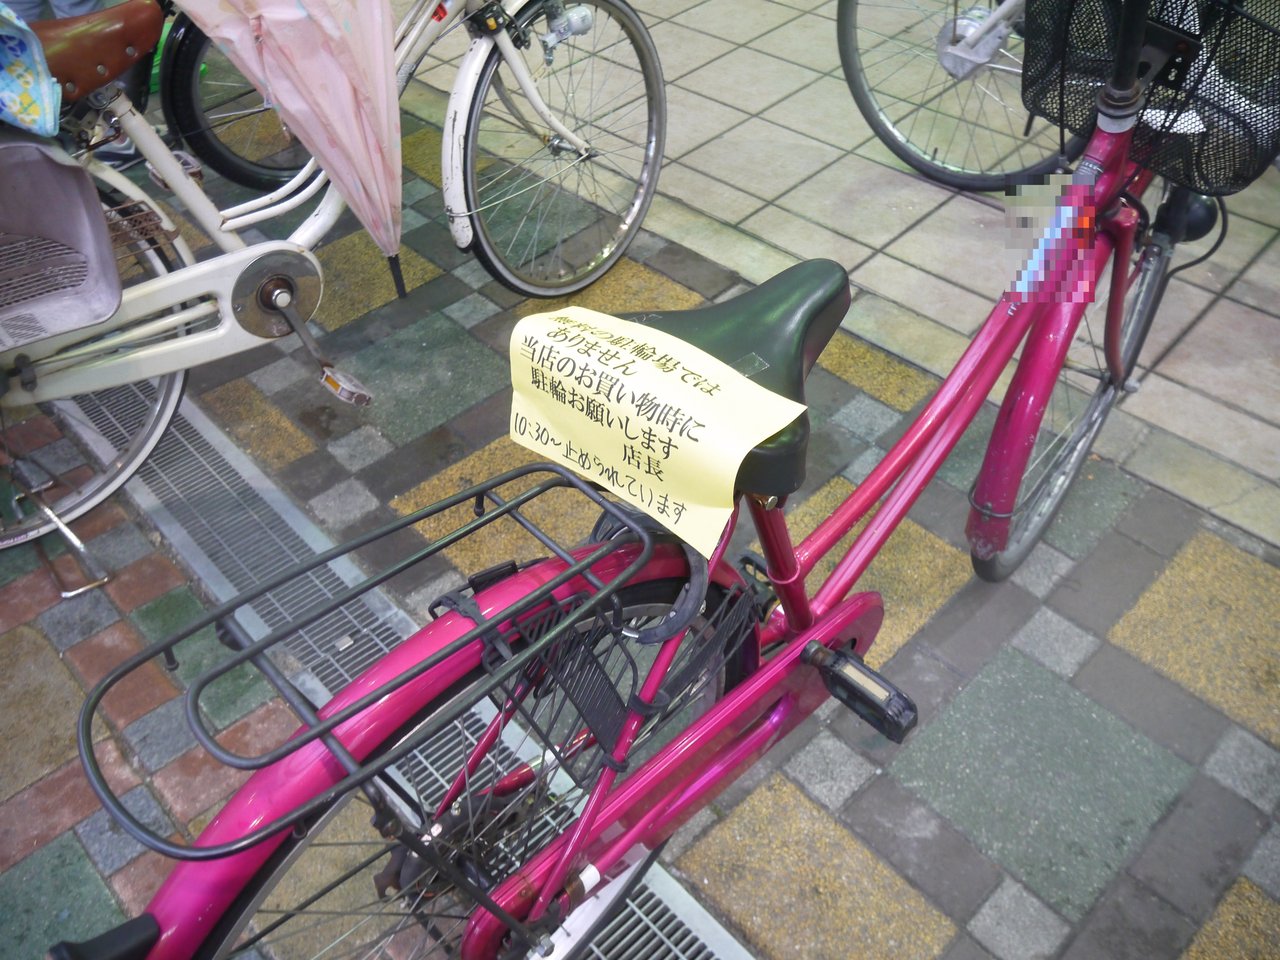 の駐輪場では
ありません
当店のお買い物時に
駐輪お願いします
店長
10:30~止められています